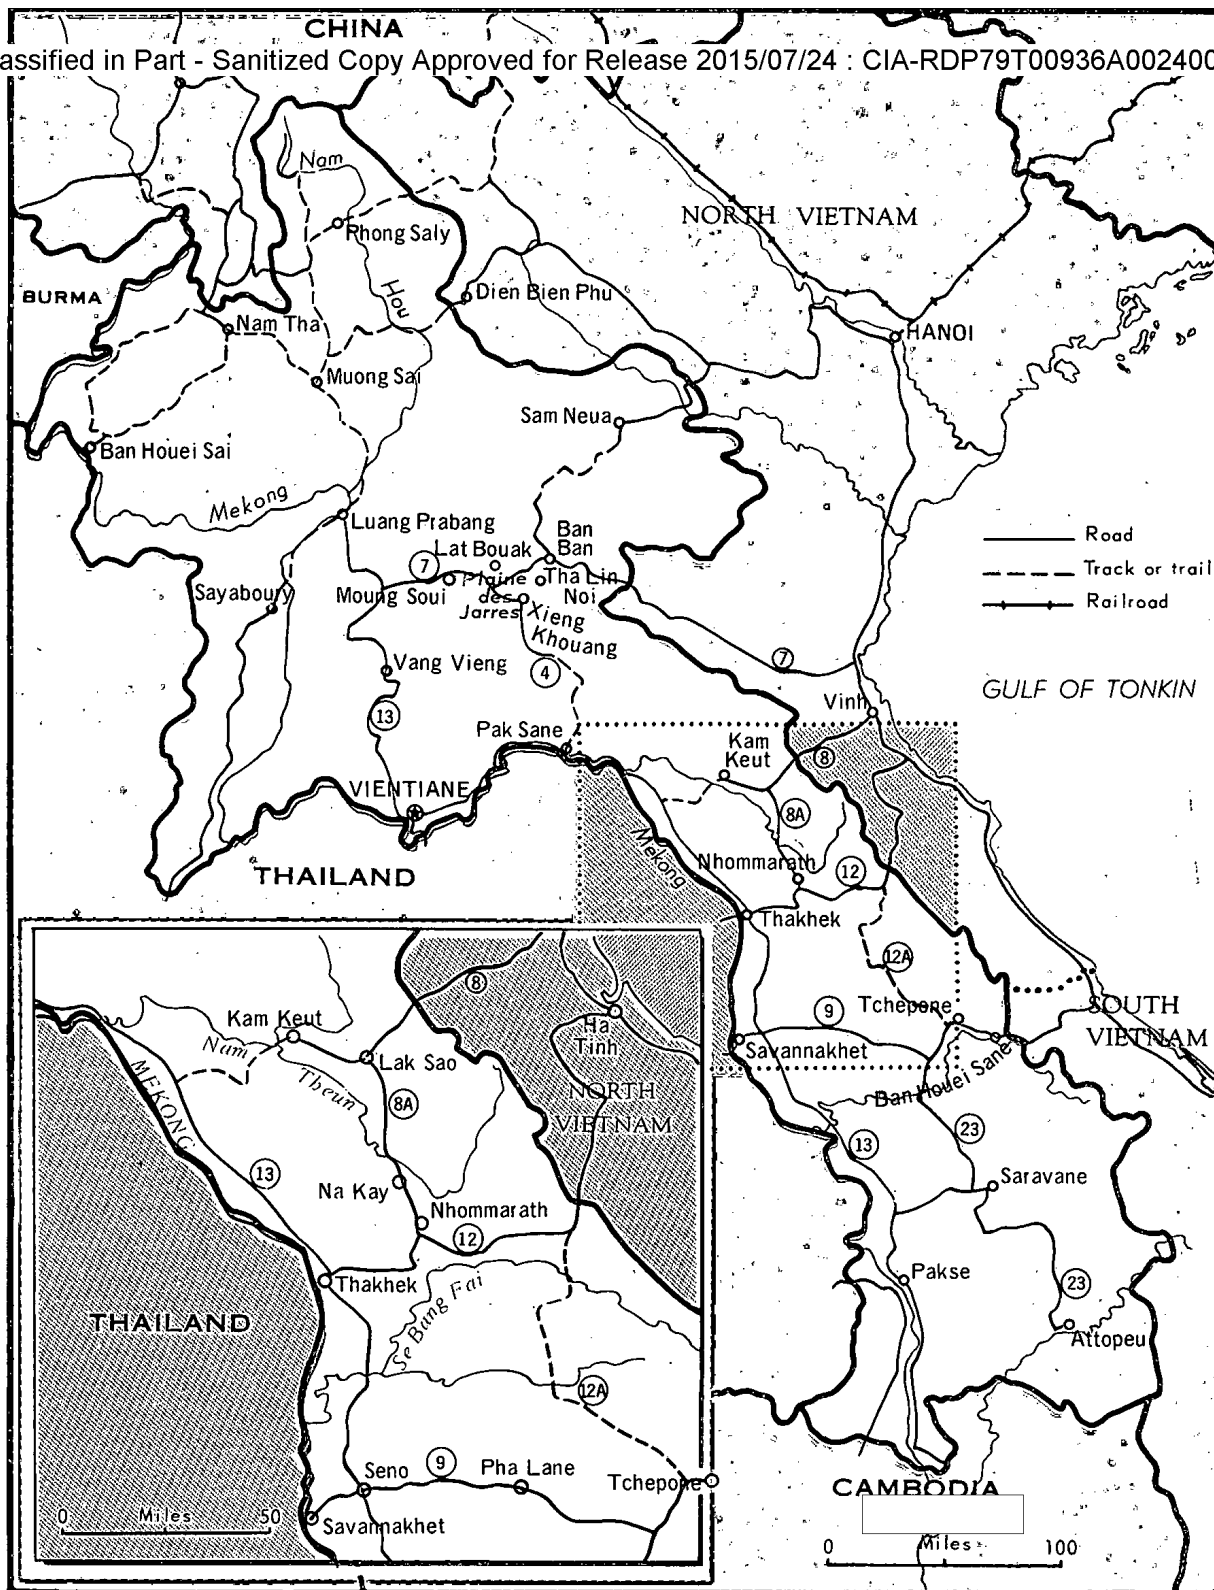 CHINA
assified in Part - Sanitized Copy Approved for Release 2015/07/24 : CIA-RDP79T00936A002400
Nam
NORTH VIETNAM
Phong Saly
BURMA
Hou
Dien Bien Phu
Nam Tha
HANOI
Muong Sai
Sam Neua
Ban Houei Sai
Mekong
Luang Prabang
Ban
Ban
Lat Bouak
Road
7
Track or trail
Plaine
des
Jarres
Tha Lin
Noi
Sayaboury
Moung Soui
Railroad
Xieng
Khouang
7
Vang Vieng
4
GULF OF TONKIN
Vinh
13
Pak Sane
Kam
Keut
8
VIENTIANE
8A
Mekong
Nhommarath
12
THAILAND
Thakhek
12A
Tchepone
9
SOUTH
VIETNAM
Savannakhet
Ban Houei Sane
13
23
Saravane
Pakse
23
Attopeu
CAMBODIA
Miles
0
100
8
Kam Keut
Ha
Tinh
Nam
Theun
Lak Sao
MEKONG
8A
NORTH
VIETNAM
13
Na Kay
Nhommarath
12
Thakhek
Se Bang Fai
THAILAND
12A
Seno
9
Pha Lane
Tchepone
0
Miles
50
Savannakhet